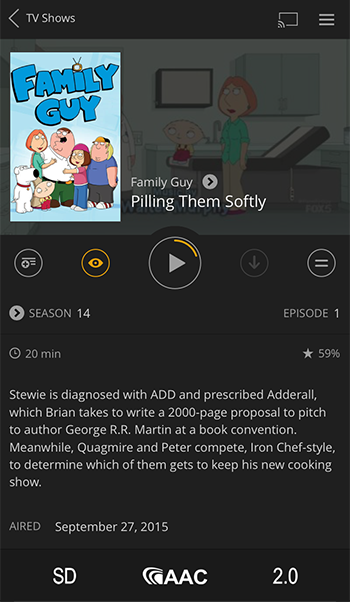 TV Shows
FAMILY
GUY
Family Guy
Pilling Them Softly
FOX5
SEASON 14
EPISODE 1
20 min
59%
Stewie is diagnosed with ADD and prescribed Adderall,
which Brian takes to write a 2000-page proposal to pitch
to author George R.R. Martin at a book convention.
Meanwhile, Quagmire and Peter compete, Iron Chef-style,
to determine which of them gets to keep his new cooking
show.
AIRED September 27, 2015
SD
AAC
2.0